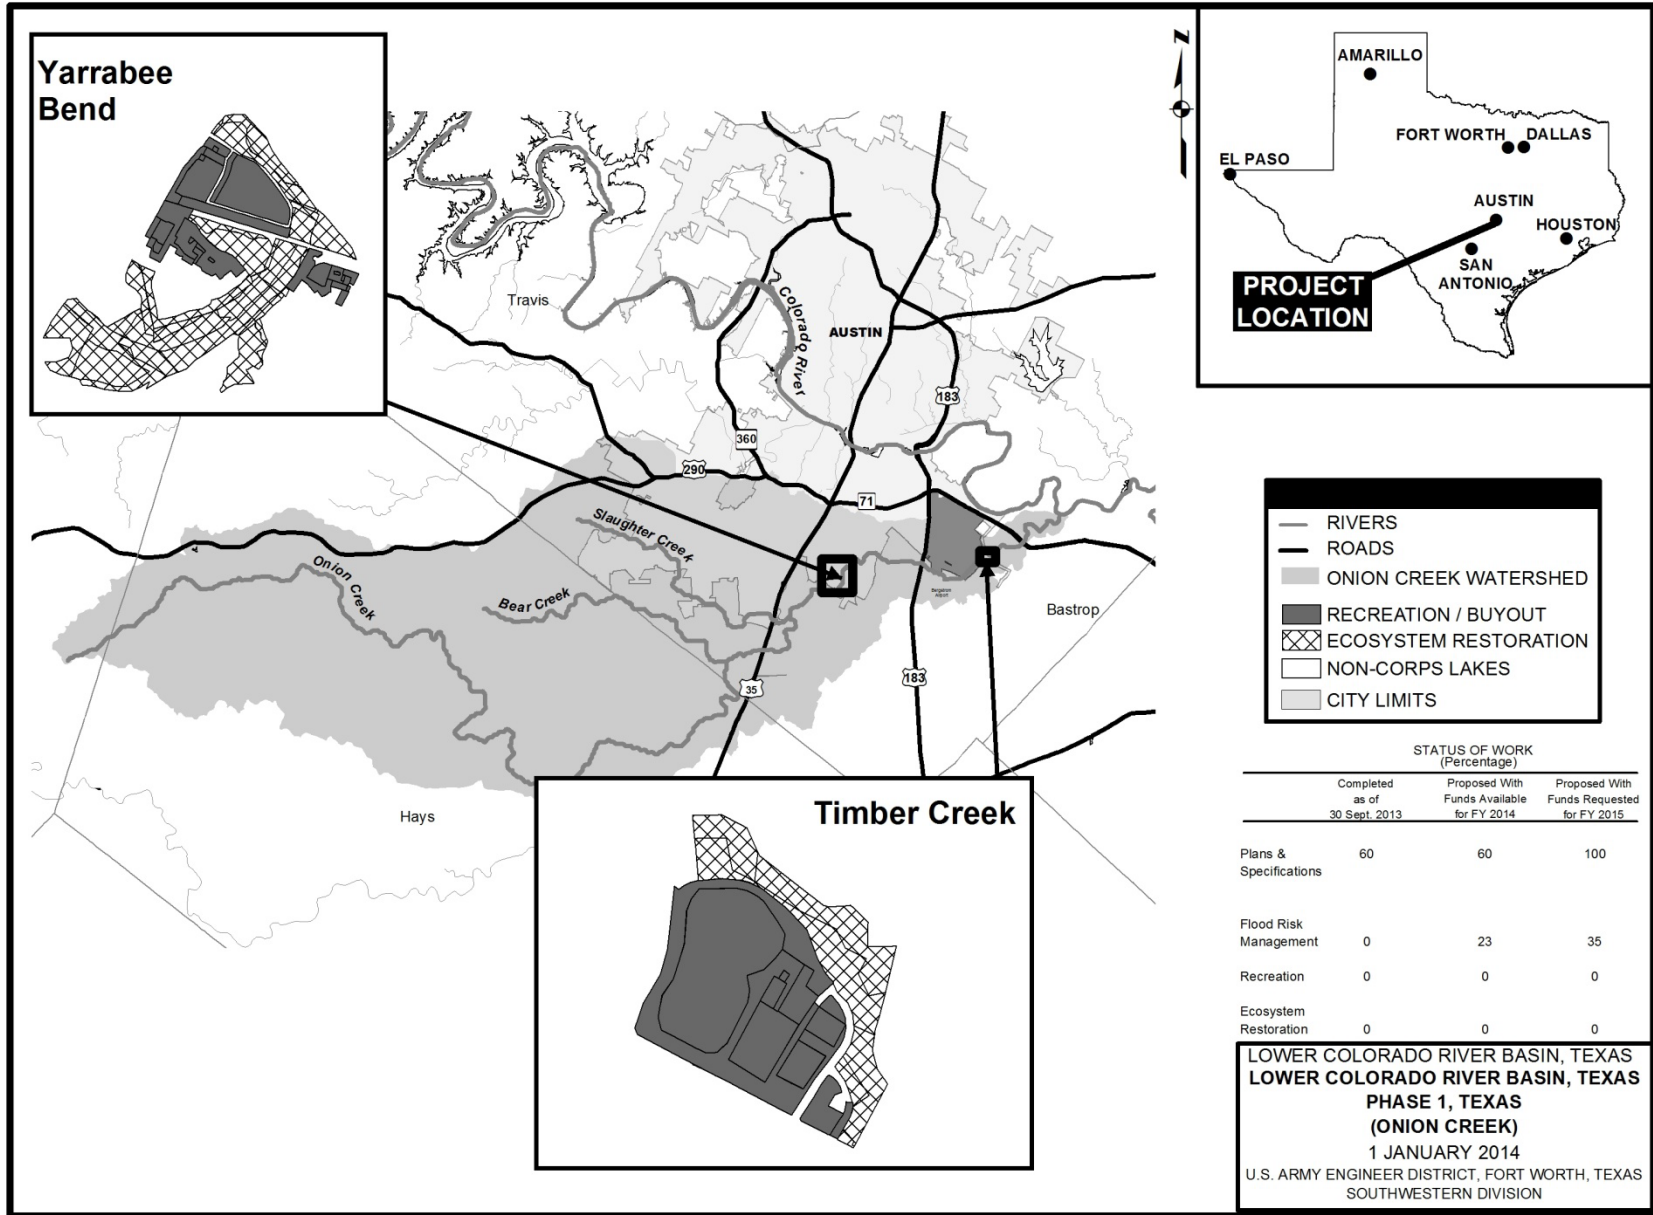 Yarrabee
Bend
N
AMARILLO
FORT WORTH
DALLAS
EL PASO
AUSTIN
HOUSTON
SAN
ANTONIO
PROJECT
LOCATION
Travis
Colorado River
AUSTIN
183
360
290
71
Slaughter Creek
Onion Creek
Bear Creek
Bergstrom
Airport
Bastrop
35
183
Hays
RIVERS
ROADS
ONION CREEK WATERSHED
RECREATION / BUYOUT
ECOSYSTEM RESTORATION
NON-CORPS LAKES
CITY LIMITS
Timber Creek
STATUS OF WORK
(Percentage)
Completed Proposed With Proposed With
as of Funds Available Funds Requested
30 Sept. 2013 for FY 2014 for FY 2015
Plans & 60 60 100
Specifications
Flood Risk
Management 0 23 35
Recreation 0 0 0
Ecosystem
Restoration 0 0 0
LOWER COLORADO RIVER BASIN, TEXAS
LOWER COLORADO RIVER BASIN, TEXAS
PHASE 1, TEXAS
(ONION CREEK)
1 JANUARY 2014
U.S. ARMY ENGINEER DISTRICT, FORT WORTH, TEXAS
SOUTHWESTERN DIVISION